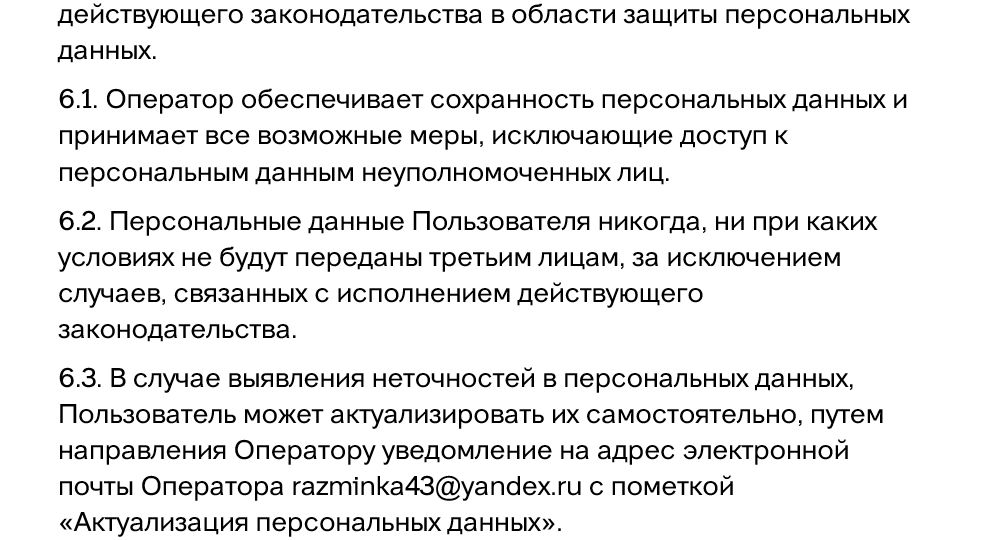 действующего законодательства в области защиты персональных
данных.
6.1. Оператор обеспечивает сохранность персональных данных и
принимает все возможные меры, исключающие доступ к
персональным данным неуполномоченных лиц.
6.2. Персональные данные Пользователя никогда, ни при каких
условиях не будут переданы третьим лицам, за исключением
случаев, связанных с исполнением действующего
законодательства.
6.3. В случае выявления неточностей в персональных данных,
Пользователь может актуализировать их самостоятельно, путем
направления Оператору уведомление на адрес электронной
почты Оператора razminka43@yandex.ru с пометкой
«Актуализация персональных данных».